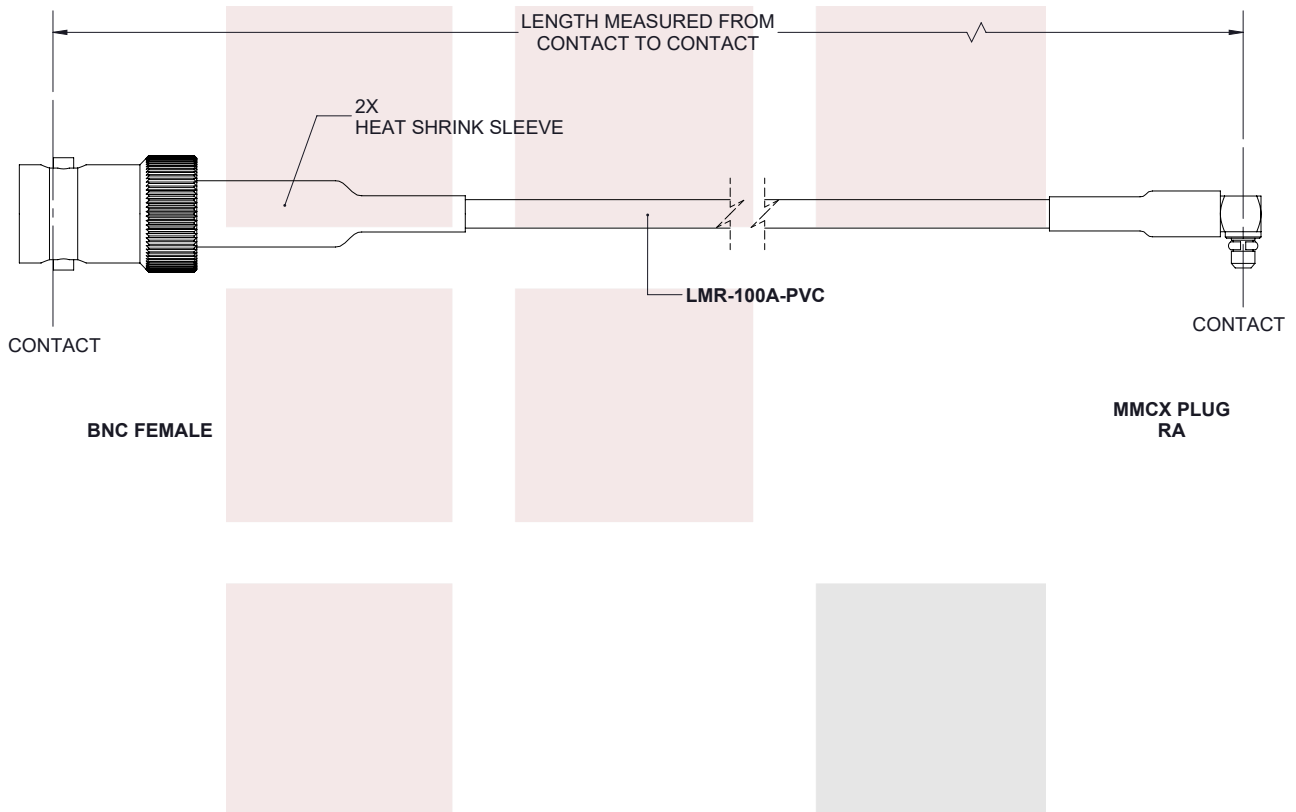 LENGTH MEASURED FROM
CONTACT TO CONTACT
2X
HEAT SHRINK SLEEVE
LMR-100A-PVC
CONTACT
CONTACT
BNC FEMALE
MMCX PLUG
RA